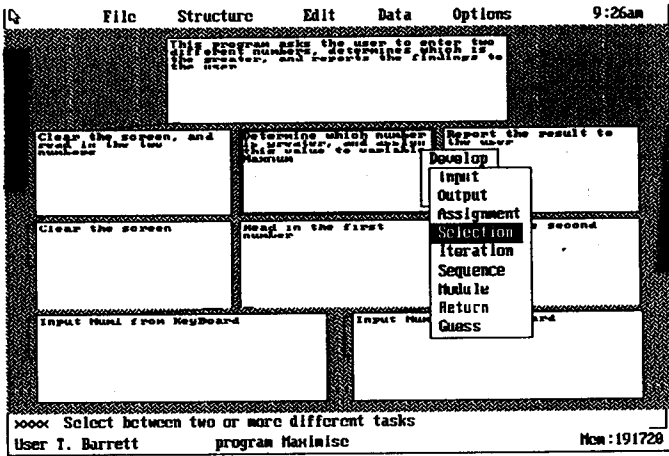 File Structure Edit Data Options 9:26am
This program asks the user to enter two
different numbers, determines which is
the greater, and reports the findings to
the user
Clear the screen, and
read in the two
numbers
Determine which number
is greater, and assign
this value to variable
Maxnum
Report the result to
the user
Develop
Input
Output
Assignment
Selection
Iteration
Sequence
Module
Return
Guess
Clear the screen
Read in the first
number
second
Input Num1 from KeyBoard
Input
>>>>< Select between two or more different tasks
User T. Barrett program Maximise Mem:191720